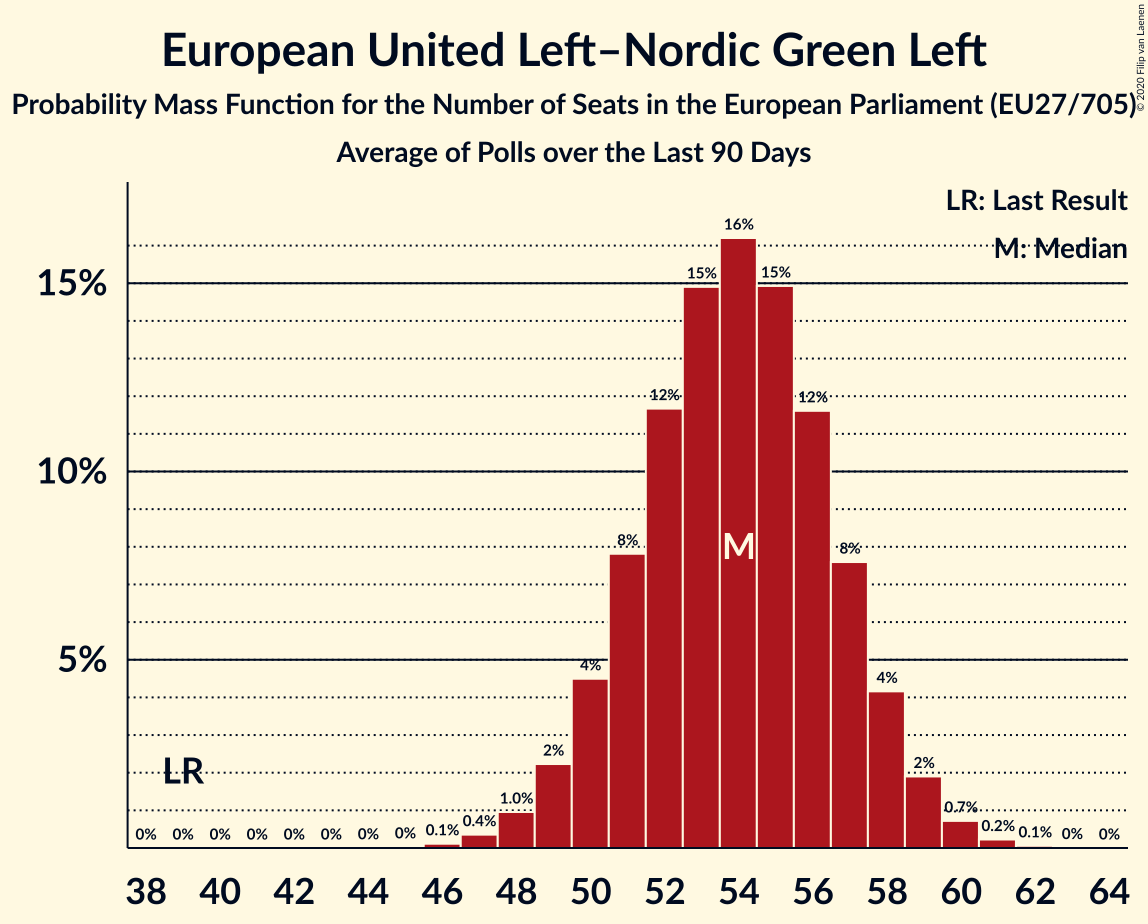 European United Left–Nordic Green Left
Probability Mass Function for the Number of Seats in the European Parliament (EU27/705)
Average of Polls over the Last 90 Days
© 2020 Filip van Laenen
LR: Last Result
M: Median
15%
10%
5%
LR
M
0% 0% 0% 0% 0% 0% 0% 0% 0.1% 0.4% 1.0% 2% 4% 8% 12% 15% 16% 15% 12% 8% 4% 2% 0.7% 0.2% 0.1% 0% 0%
38 40 42 44 46 48 50 52 54 56 58 60 62 64